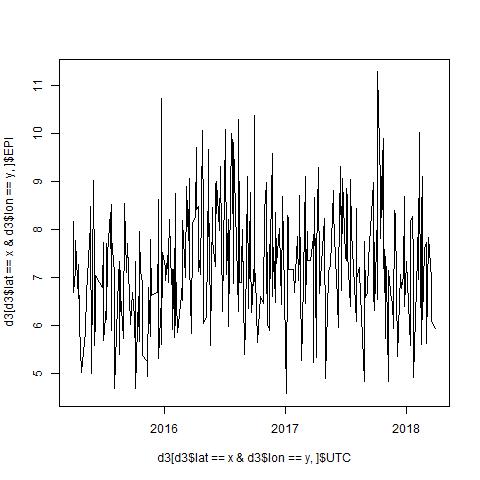 d3[d3$lat == x & d3$lon == y, ]$EPI
11
10
9
8
7
6
5
2016 2017 2018
d3[d3$lat == x & d3$lon == y, ]$UTC